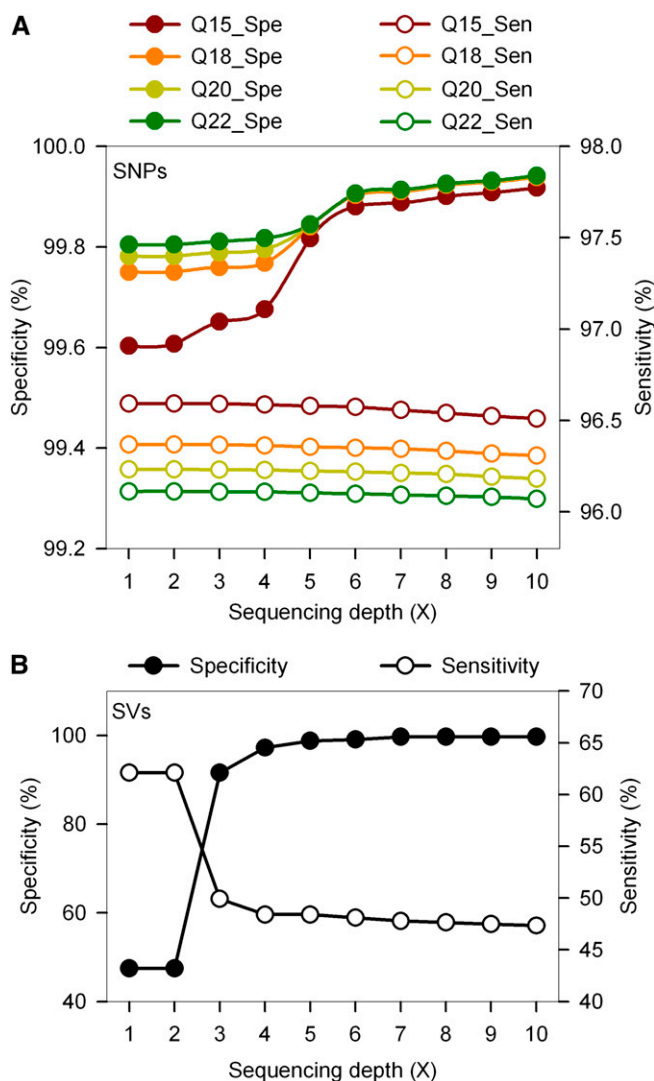 A
Q15_Spe Q15_Sen
Q18_Spe Q18_Sen
Q20_Spe Q20_Sen
Q22_Spe Q22_Sen
SNPs
Specificity (%)
100.0
99.8
99.6
99.4
99.2
98.0
97.5
97.0
96.5
96.0
Sensitivity (%)
1 2 3 4 5 6 7 8 9 10
Sequencing depth (X)
B
Specificity Sensitivity
SVs
Specificity (%)
100
80
60
40
70
65
60
55
50
45
40
Sensitivity (%)
1 2 3 4 5 6 7 8 9 10
Sequencing depth (X)